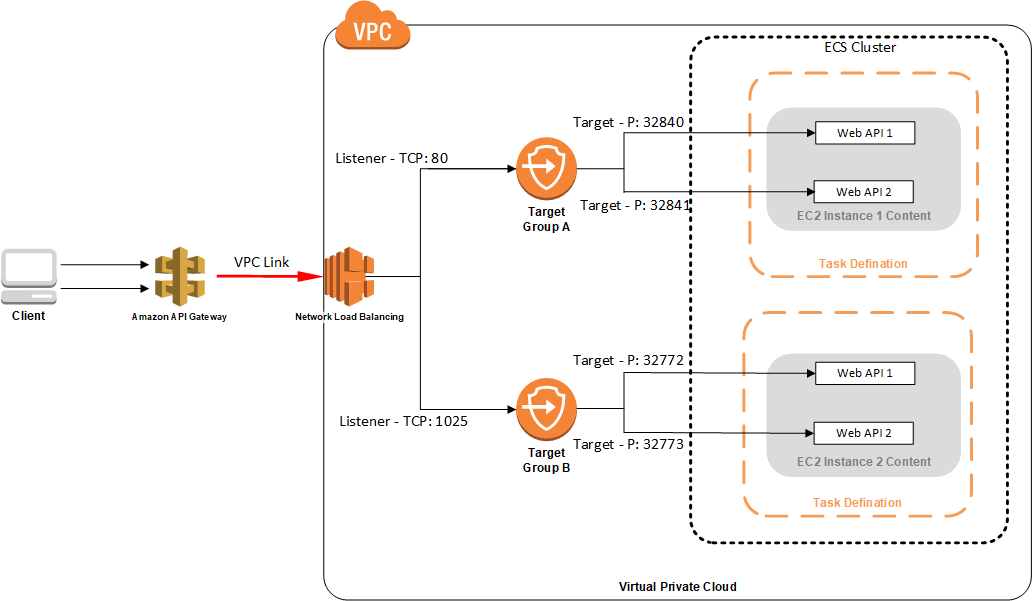 VPC
ECS Cluster
Target - P: 32840
Web API 1
Listener - TCP: 80
Target - P: 32841
Web API 2
Target
Group A
EC2 Instance 1 Content
Task Defination
VPC Link
Client
Amazon API Gateway
Network Load Balancing
Target - P: 32772
Web API 1
Listener - TCP: 1025
Target - P: 32773
Web API 2
Target
Group B
EC2 Instance 2 Content
Task Defination
Virtual Private Cloud